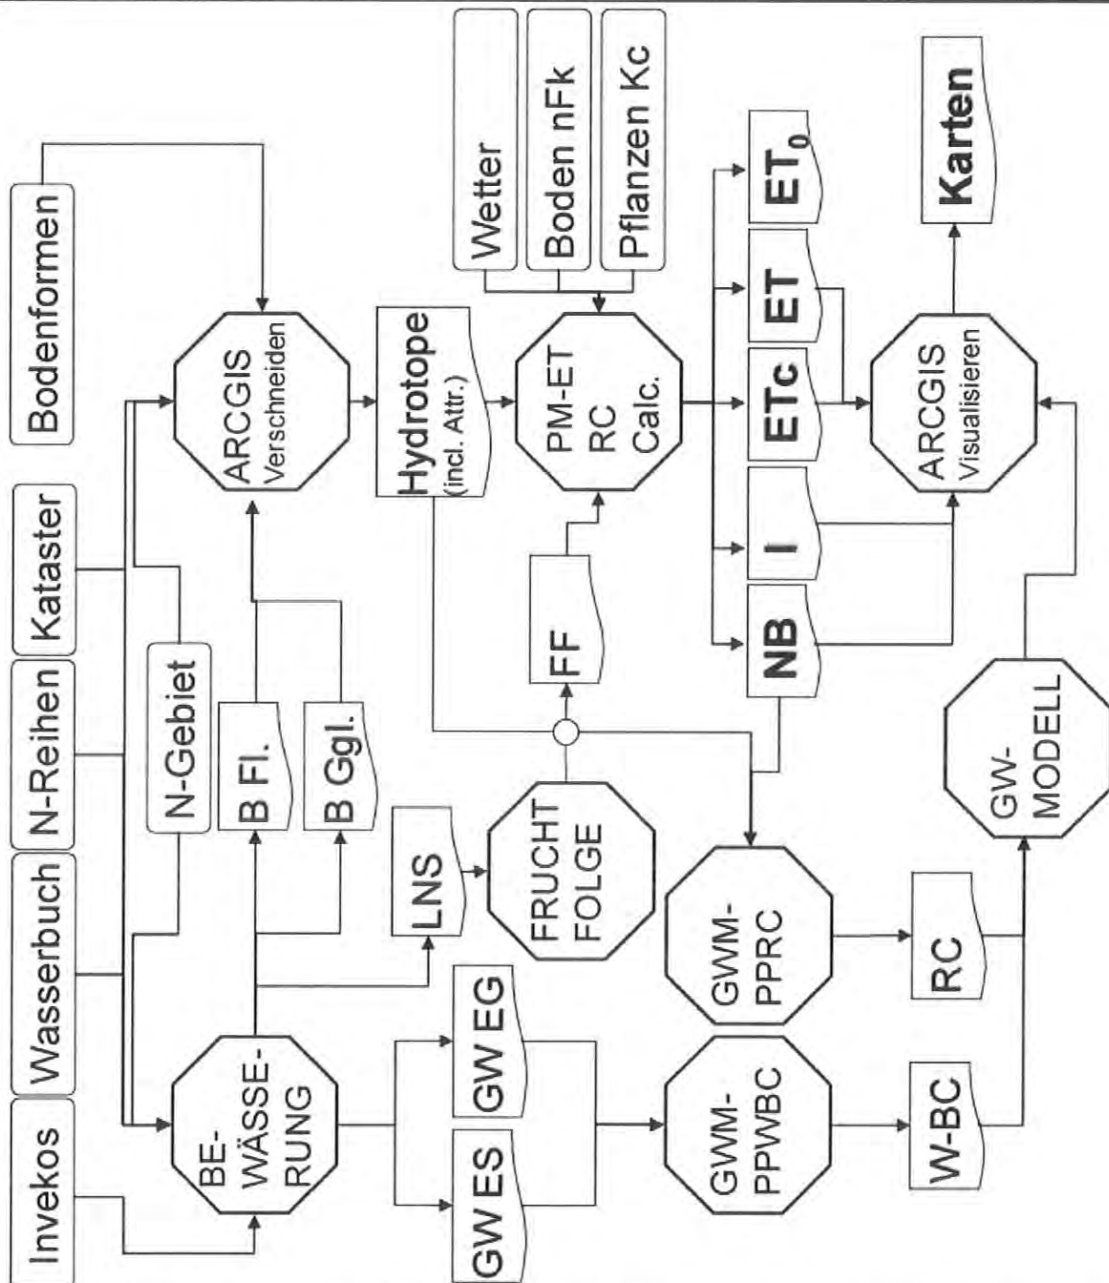 Invekos
Wasserbuch
N-Reihen
Kataster
Bodenformen
N-Gebiet
BE-
WÄSSE-
RUNG
B Fl.
B Ggl.
ARCGIS
Verschneiden
LNS
Hydrotope
(incl. Attr.)
Wetter
Boden nFk
Pflanzen Kc
GW ES
GW EG
FRUCHT
FOLGE
FF
PM-ET
RC
Calc.
GWM-
PPWBC
GWM-
PPRC
NB
I
ETc
ET
ET₀
W-BC
RC
GW-
MODELL
ARCGIS
Visualisieren
Karten